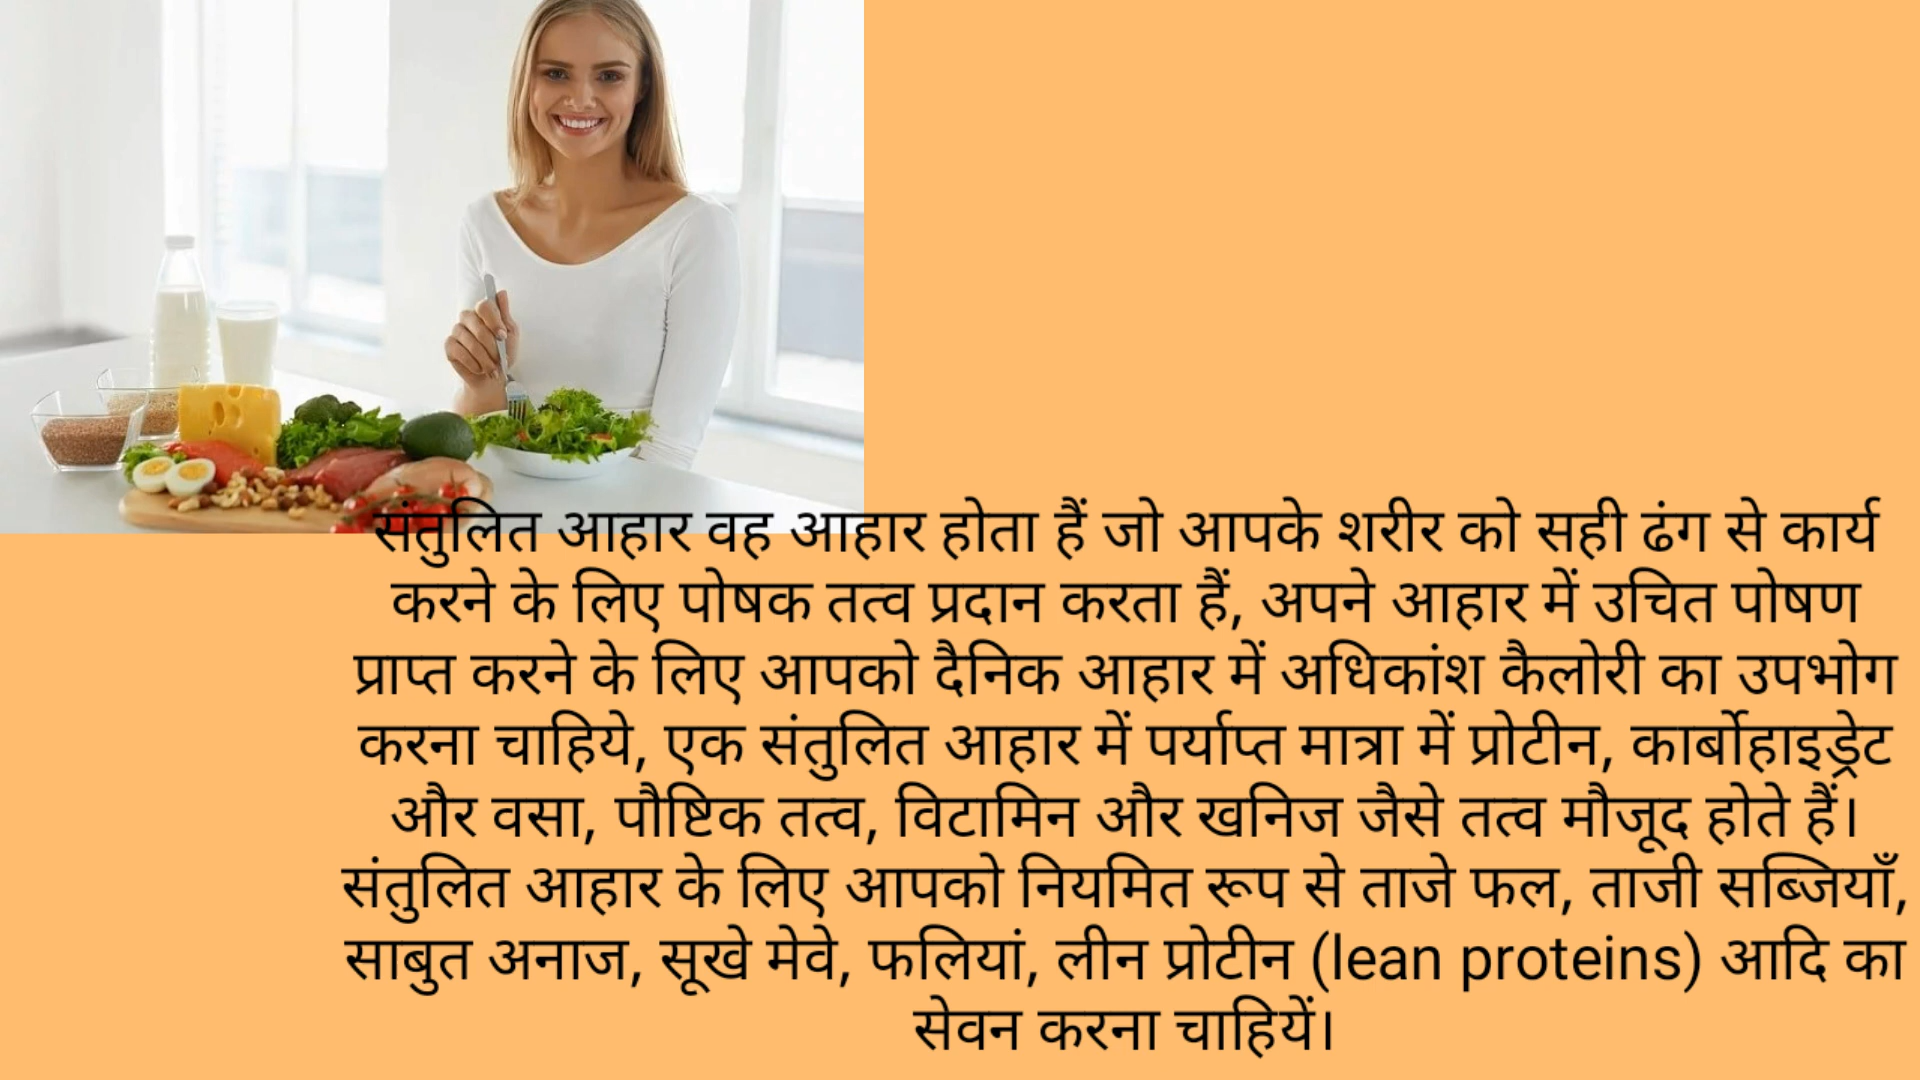 संतुलित आहार वह आहार होता हैं जो आपके शरीर को सही ढंग से कार्य
करने के लिए पोषक तत्व प्रदान करता हैं, अपने आहार में उचित पोषण
प्राप्त करने के लिए आपको दैनिक आहार में अधिकांश कैलोरी का उपभोग
करना चाहिये, एक संतुलित आहार में पर्याप्त मात्रा में प्रोटीन, कार्बोहाइड्रेट
और वसा, पौष्टिक तत्व, विटामिन और खनिज जैसे तत्व मौजूद होते हैं।
संतुलित आहार के लिए आपको नियमित रूप से ताजे फल, ताजी सब्जियाँ,
साबुत अनाज, सूखे मेवे, फलियां, लीन प्रोटीन (lean proteins) आदि का
सेवन करना चाहियें।